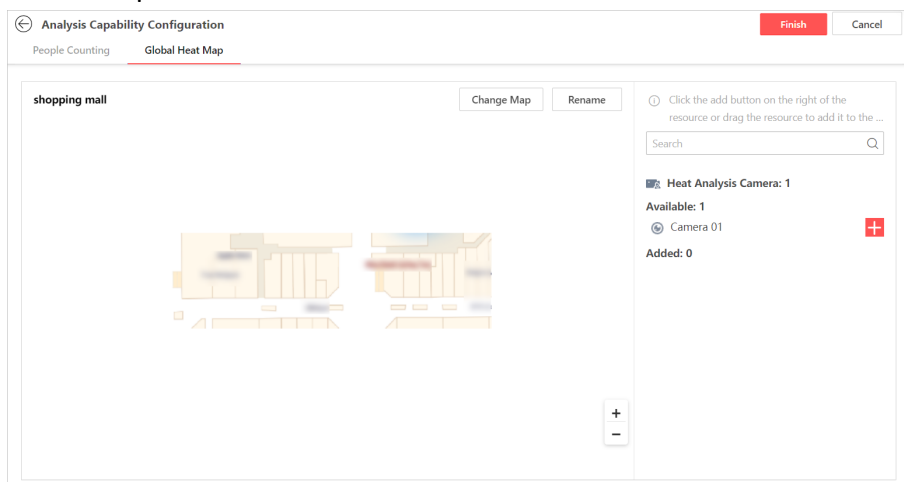 Analysis Capability Configuration
Finish
Cancel
People Counting
Global Heat Map
shopping mall
Change Map
Rename
Click the add button on the right of the
resource or drag the resource to add it to the ...
Search
Heat Analysis Camera: 1
Available: 1
Camera 01
Added: 0
+
−